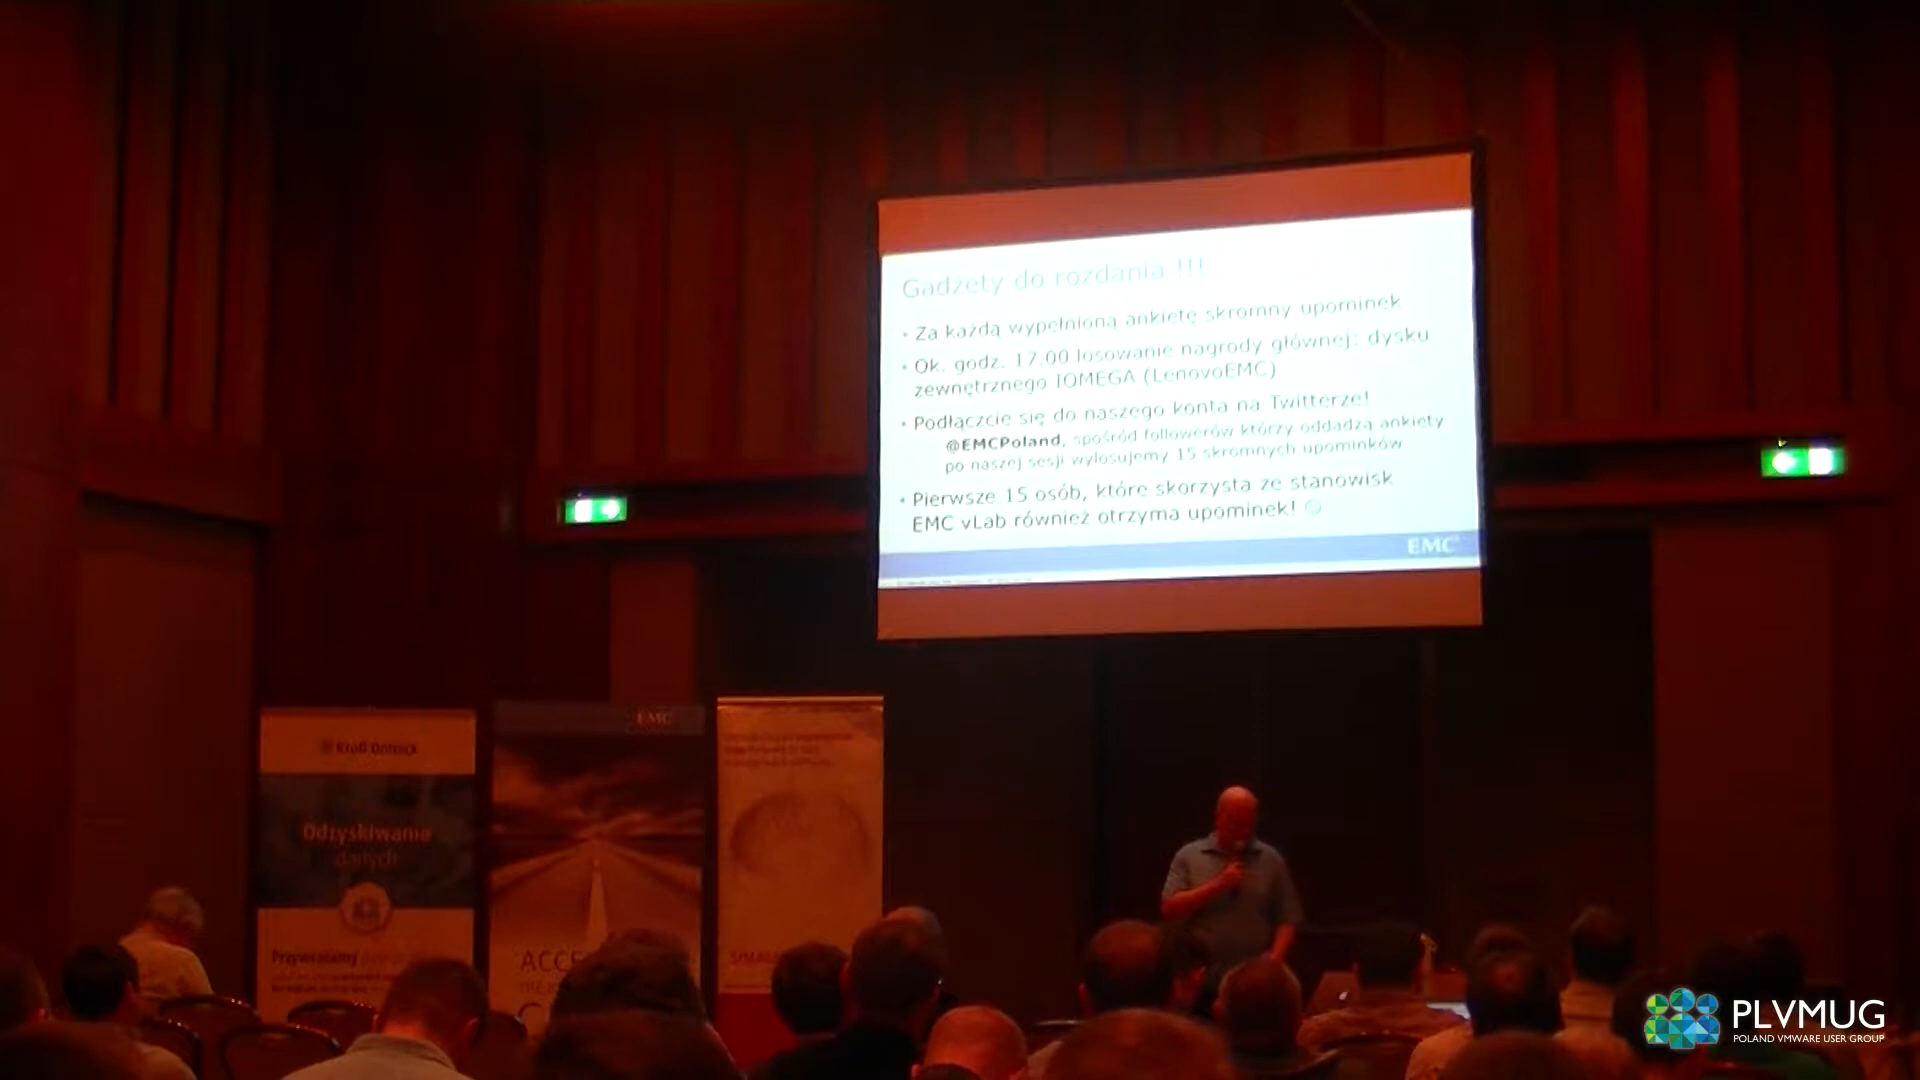 Gadżety do rozdania !!!
• Za każdą wypełnioną ankietę skromny upominek
• Ok. godz. 17.00 losowanie nagrody głównej: dysku
zewnętrznego IOMEGA (LenovoEMC)
• Podłączcie się do naszego konta na Twitterze!
@EMCPoland, spośród followerów którzy oddadzą ankiety
po naszej sesji wylosujemy 15 skromnych upominków
• Pierwsze 15 osób, które skorzysta ze stanowisk
EMC vLab również otrzyma upominek! ☺
EMC
Kroll Ontrack
Odzyskiwanie
danych
Przywracamy
EMC
PLVMUG
POLAND VMWARE USER GROUP